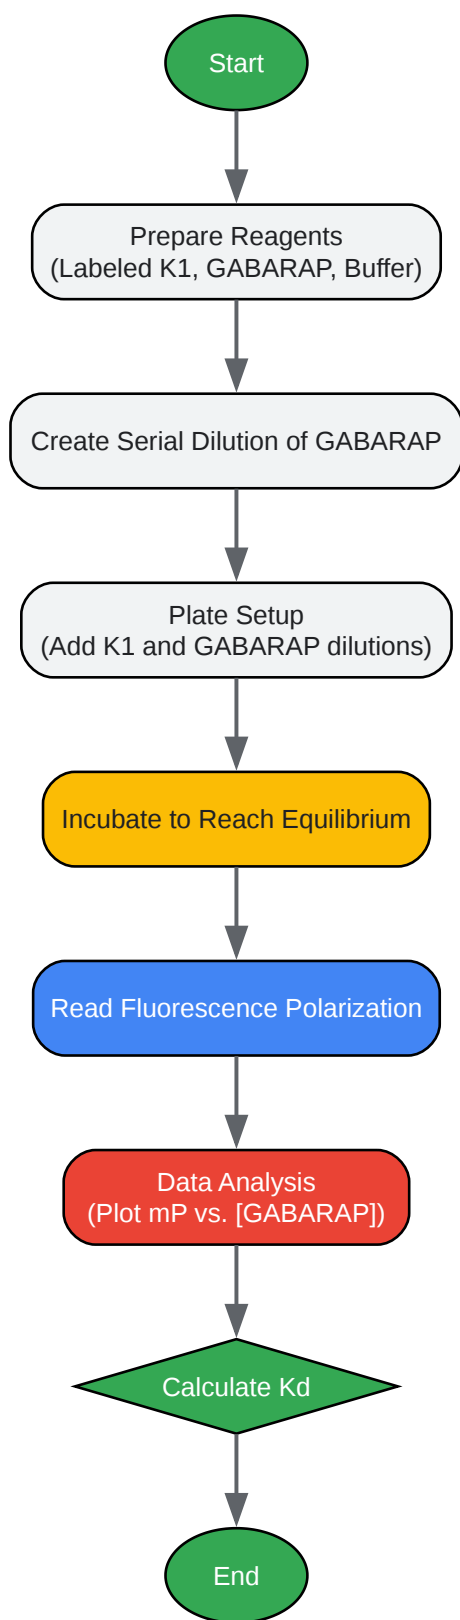 Start
Prepare Reagents
(Labeled K1, GABARAP, Buffer)
Create Serial Dilution of GABARAP
Plate Setup
(Add K1 and GABARAP dilutions)
Incubate to Reach Equilibrium
Read Fluorescence Polarization
Data Analysis
(Plot mP vs. [GABARAP])
Calculate Kd
End